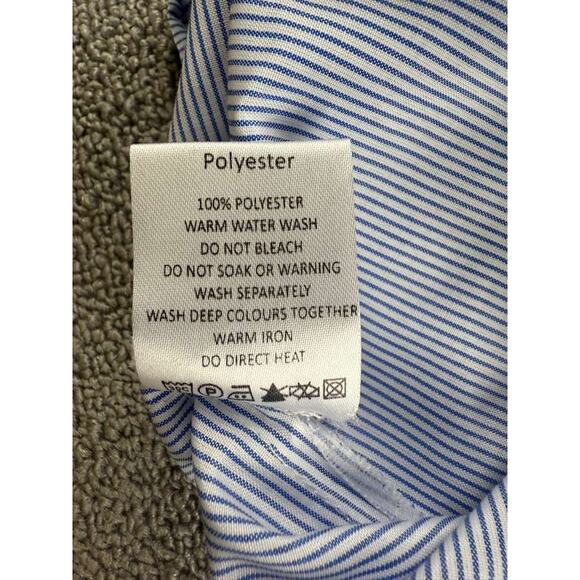 Polyester
100% POLYESTER
WARM WATER WASH
DO NOT BLEACH
DO NOT SOAK OR WARNING
WASH SEPARATELY
WASH DEEP COLOURS TOGETHER
WARM IRON
DO DIRECT HEAT
P